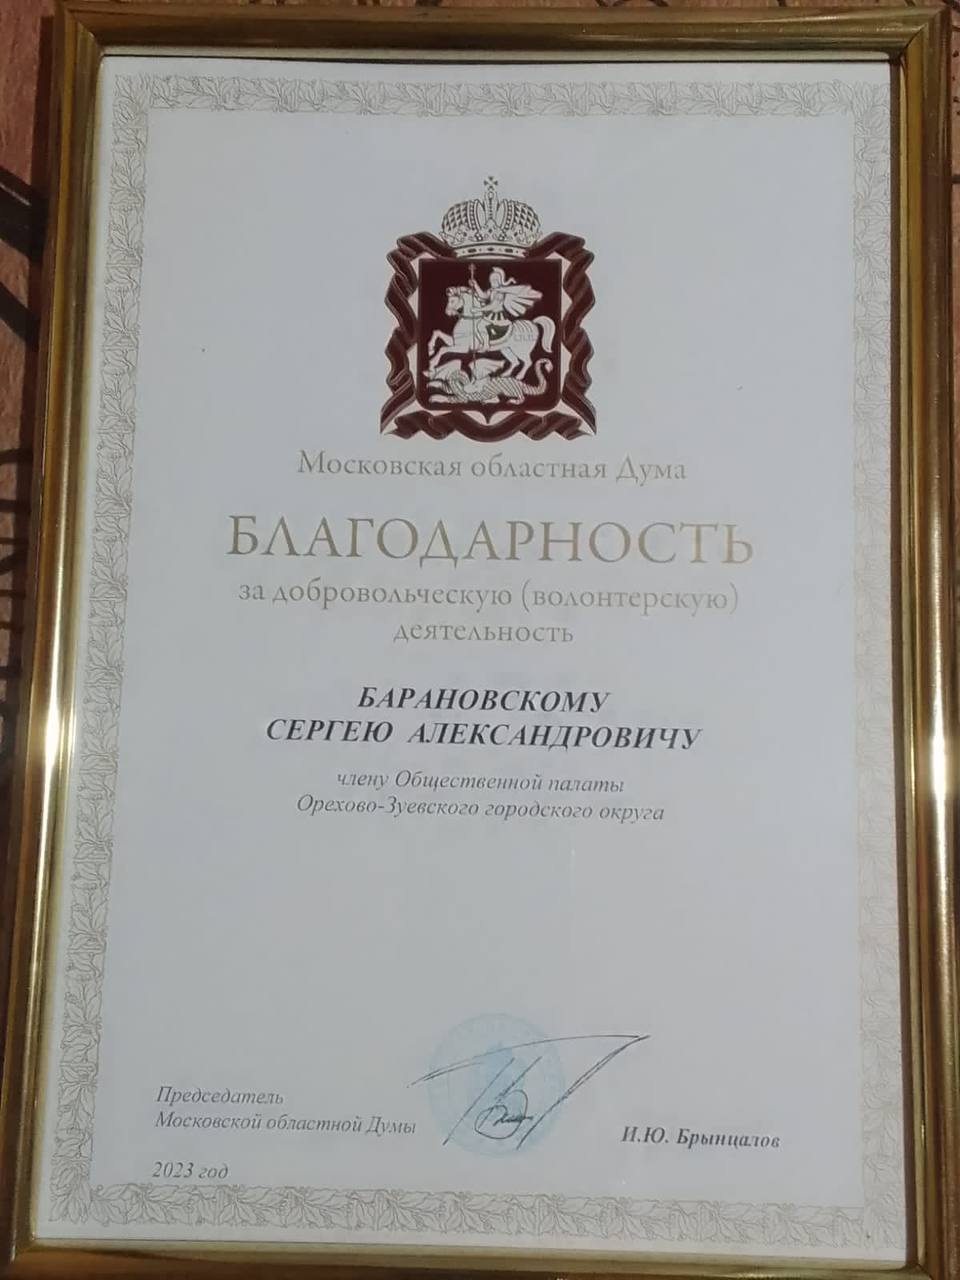 Московская областная Дума
БЛАГОДАРНОСТЬ
за добровольческую (волонтерскую)
деятельность
БАРАНОВСКОМУ
СЕРГЕЮ АЛЕКСАНДРОВИЧУ
члену Общественной палаты
Орехово-Зуевского городского округа
Председатель
Московской областной Думы
И.Ю. Брынцалов
2023 год